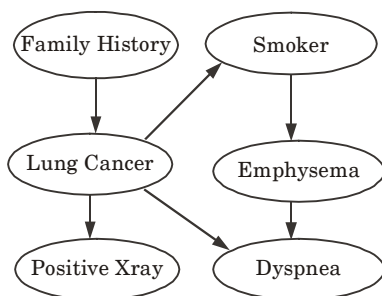 Family History
Smoker
Lung Cancer
Emphysema
Positive Xray
Dyspnea